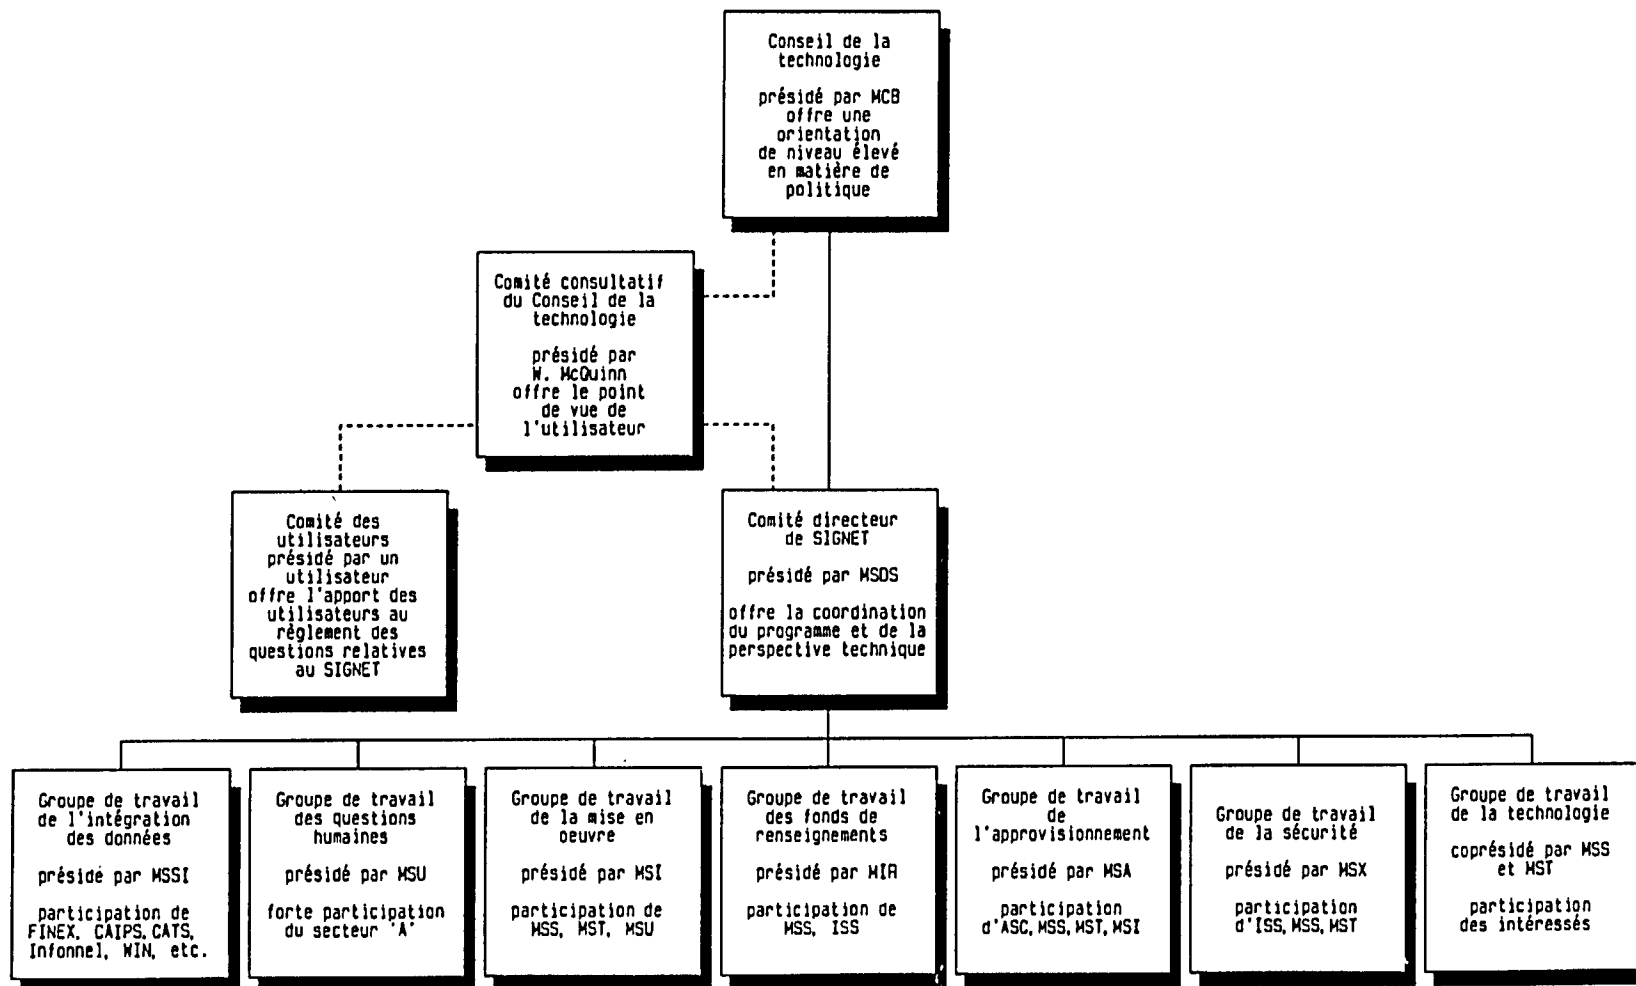 Conseil de la
technologie
présidé par MCB
offre une
orientation
de niveau élevé
en matière de
politique
Comité consultatif
du Conseil de la
technologie
présidé par
W. McQuinn
offre le point
de vue de
l'utilisateur
Comité des
utilisateurs
présidé par un
utilisateur
offre l'apport des
utilisateurs au
règlement des
questions relatives
au SIGNET
Comité directeur
de SIGNET
présidé par MSDS
offre la coordination
du programme et de la
perspective technique
Groupe de travail
de l'intégration
des données
présidé par MSSI
participation de
FINEX, CAIPS, CATS,
Infonnel, WIN, etc.
Groupe de travail
des questions
humaines
présidé par MSU
forte participation
du secteur 'A'
Groupe de travail
de la mise en
oeuvre
présidé par MSI
participation de
MSS, MST, MSU
Groupe de travail
des fonds de
renseignements
présidé par MIA
participation de
MSS, ISS
Groupe de travail
de
l'approvisionnement
présidé par MSA
participation
d'ASC, MSS, MST, MSI
Groupe de travail
de la sécurité
présidé par MSX
participation
d'ISS, MSS, MST
Groupe de travail
de la technologie
coprésidé par MSS
et MST
participation
des intéressés